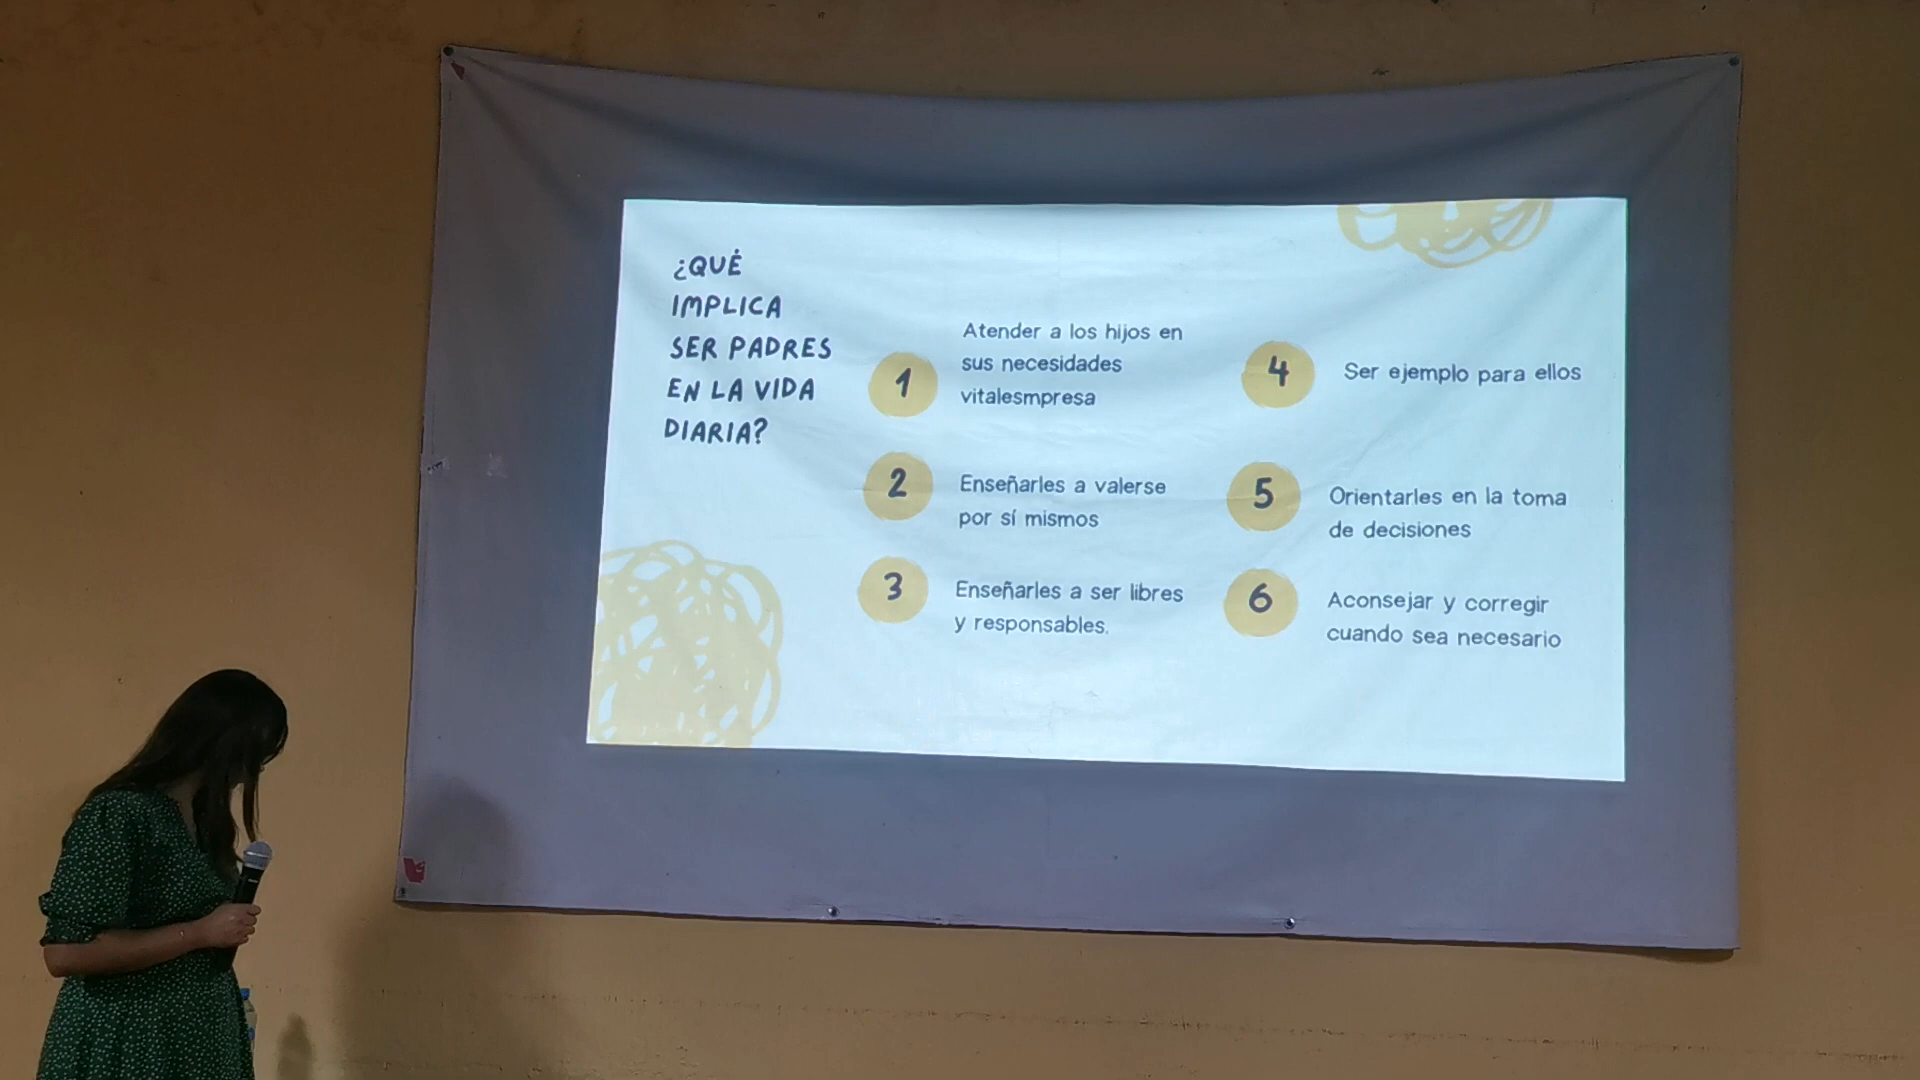 ¿QUÉ
IMPLICA
SER PADRES
EN LA VIDA
DIARIA?
1
Atender a los hijos en
sus necesidades
vitalesmpresa
2
Enseñarles a valerse
por sí mismos
3
Enseñarles a ser libres
y responsables.
4
Ser ejemplo para ellos
5
Orientarles en la toma
de decisiones
6
Aconsejar y corregir
cuando sea necesario